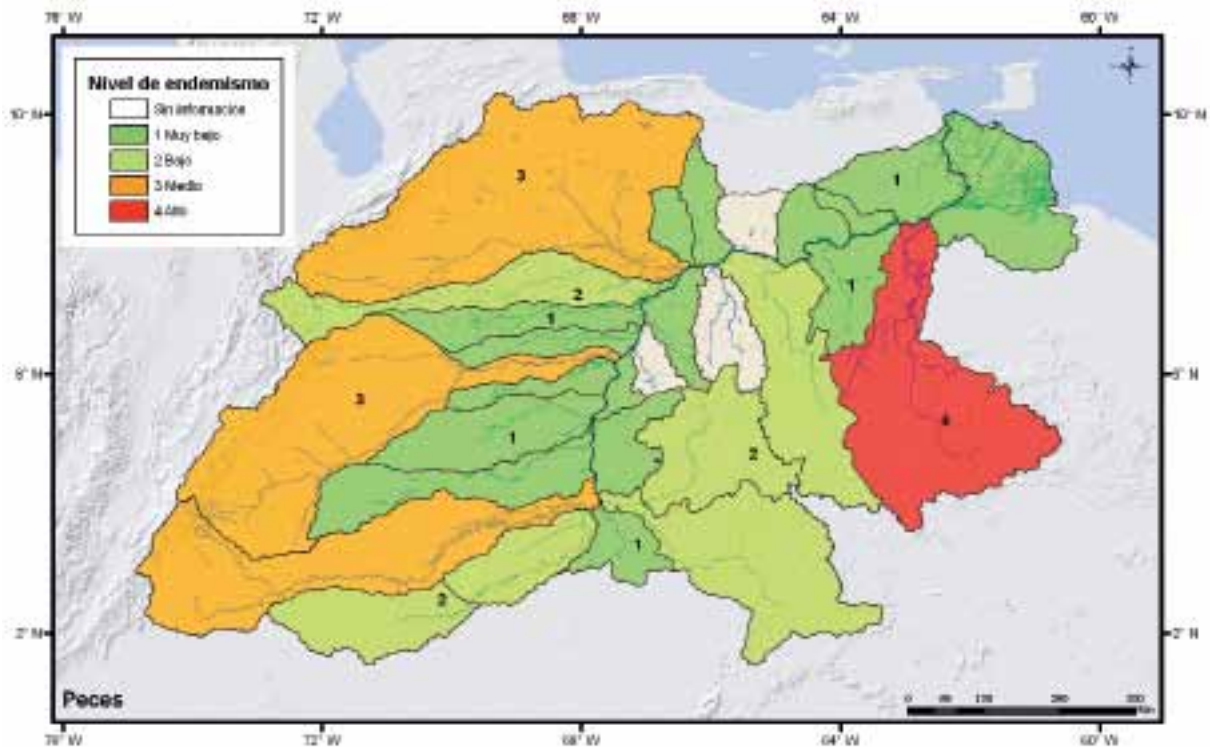 76° W 72° W 68° W 64° W 60° W
Nivel de endemismo
Sin información
1 Muy bajo
2 Bajo
3 Medio
4 Alto
10° N 10° N
3
1
2
1
1
3
4
1
2
1
2
2° N 2° N
Peces
0
Km
76° W 72° W 68° W 64° W 60° W